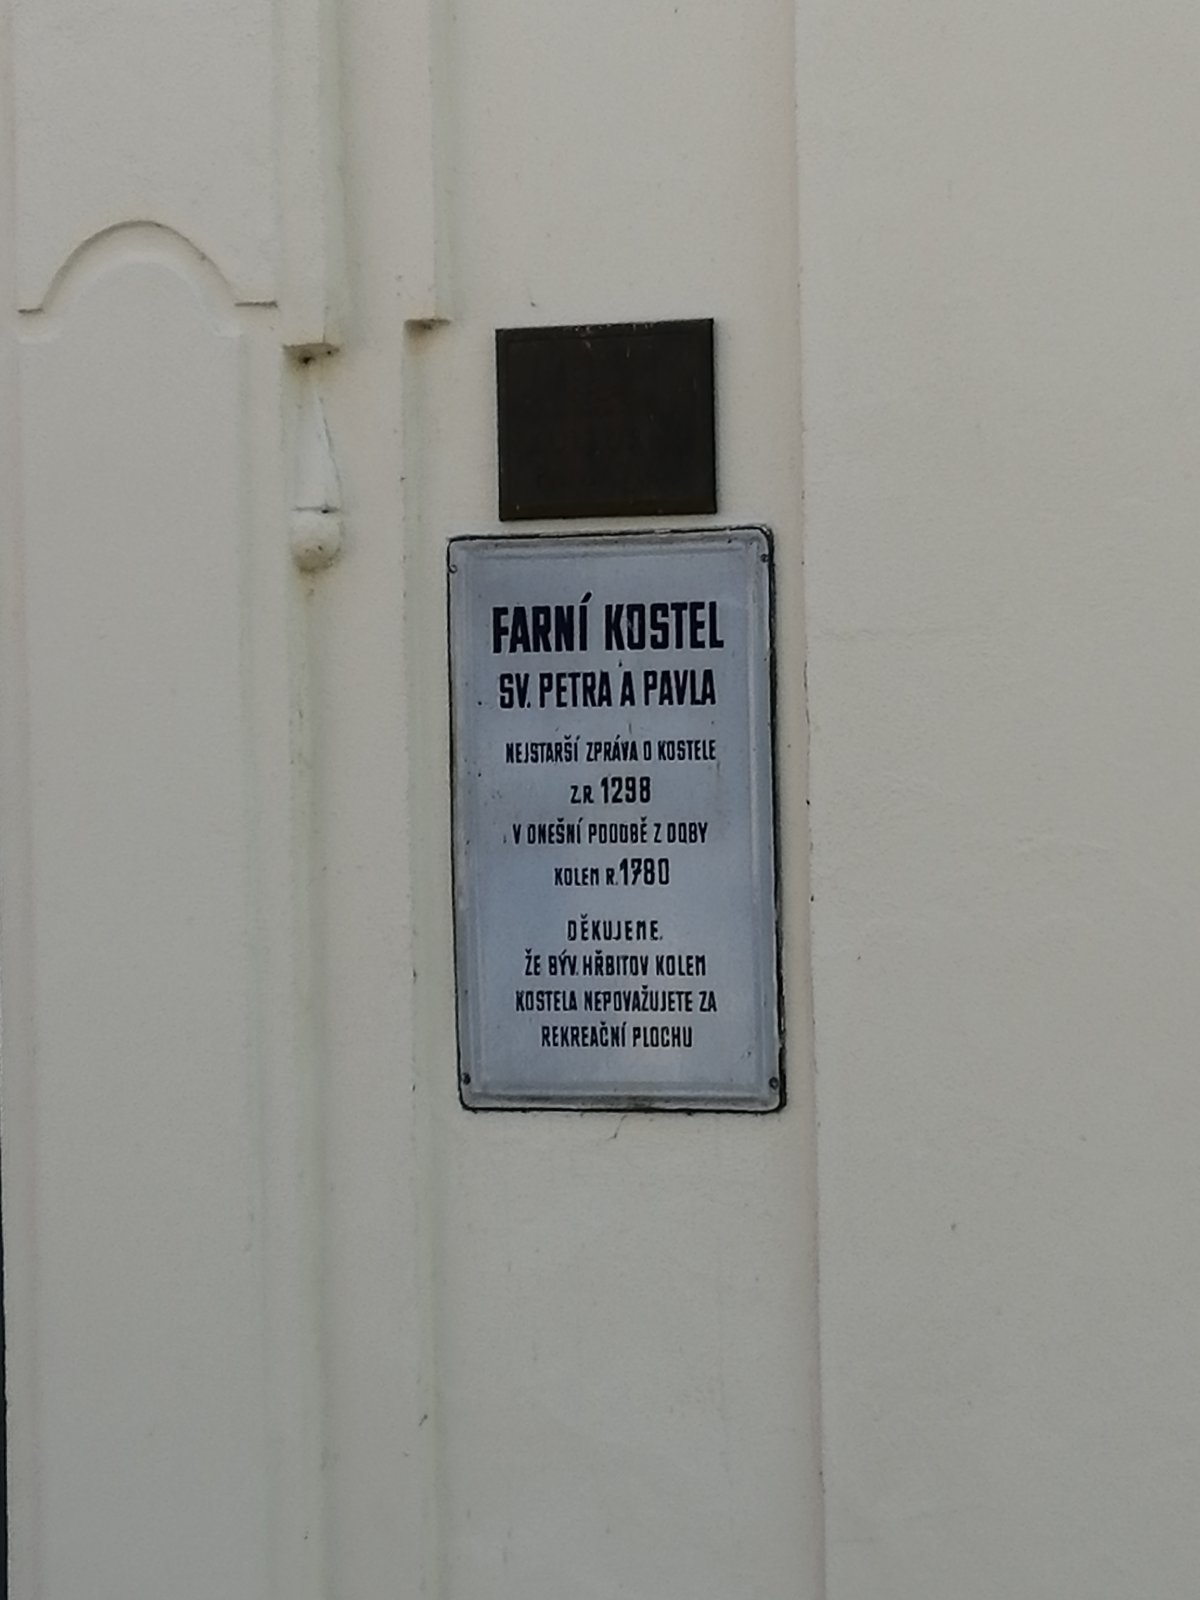 FARNÍ KOSTEL
SV. PETRA A PAVLA
NEJSTARŠÍ ZPRÁVA O KOSTELE
Z.R. 1298
V DNEŠNÍ PODOBĚ Z DOBY
KOLEM R. 1780
DĚKUJEME.
ŽE BÝV. HŘBITOV KOLEM
KOSTELA NEPOVAŽUJETE ZA
REKREAČNÍ PLOCHU